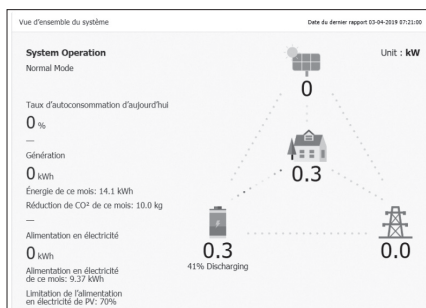 Vue d'ensemble du système
Date du dernier rapport 03-04-2019 07:21:00
System Operation
Normal Mode
Unit : kW
0
Taux d'autoconsommation d'aujourd'hui
0 %
—
Génération
0 kWh
0.3
Énergie de ce mois: 14.1 kWh
Réduction de CO² de ce mois: 10.0 kg
—
Alimentation en électricité
0 kWh
0.3
41% Discharging
0.0
Alimentation en électricité
de ce mois: 9.37 kWh
Limitation de l'alimentation
en électricité de PV: 70%